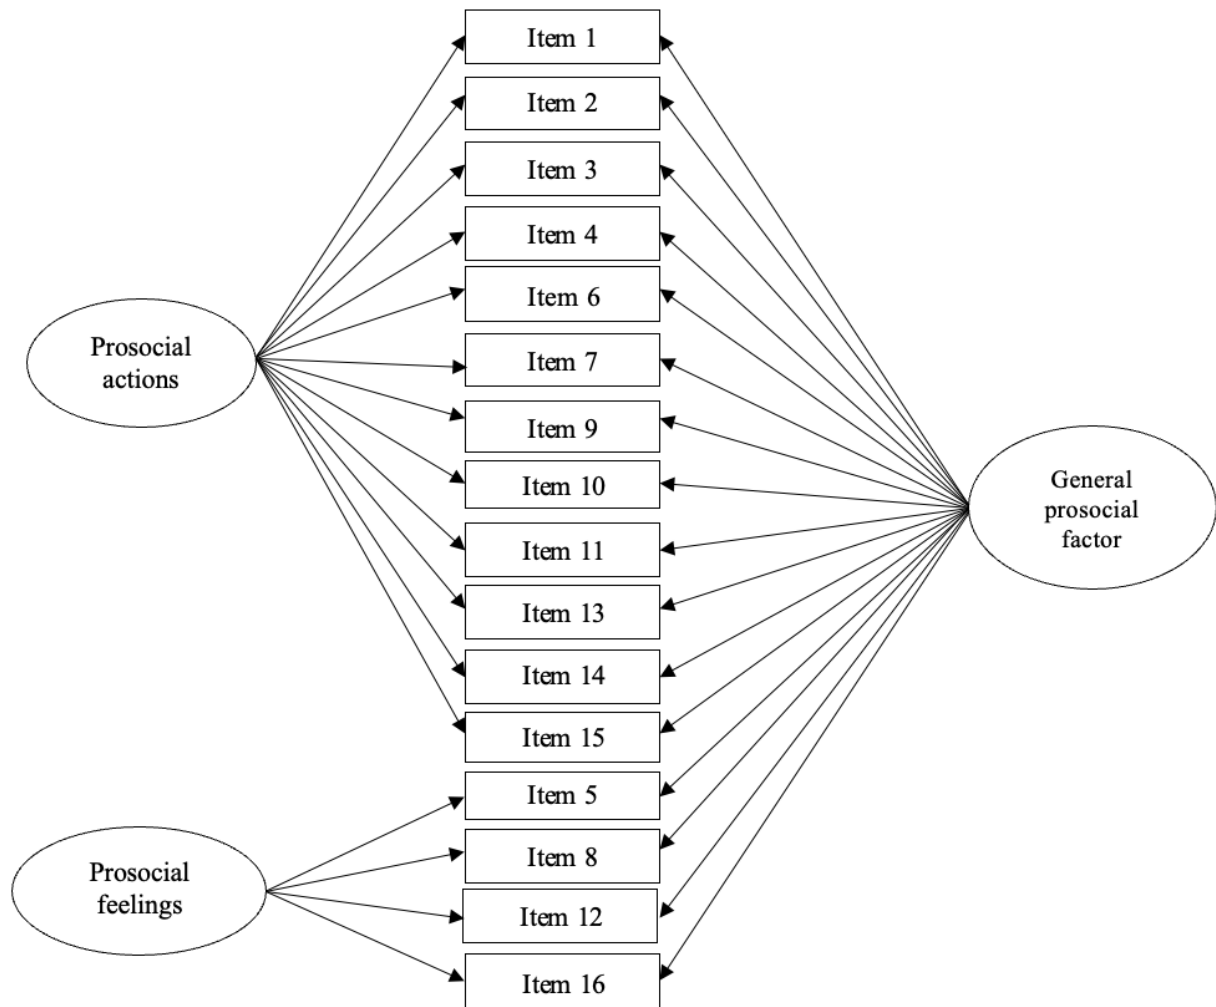 Item 1
Item 2
Item 3
Item 4
Item 6
Prosocial
actions
Item 7
Item 9
Item 10
General
prosocial
factor
Item 11
Item 13
Item 14
Item 15
Item 5
Item 8
Prosocial
feelings
Item 12
Item 16